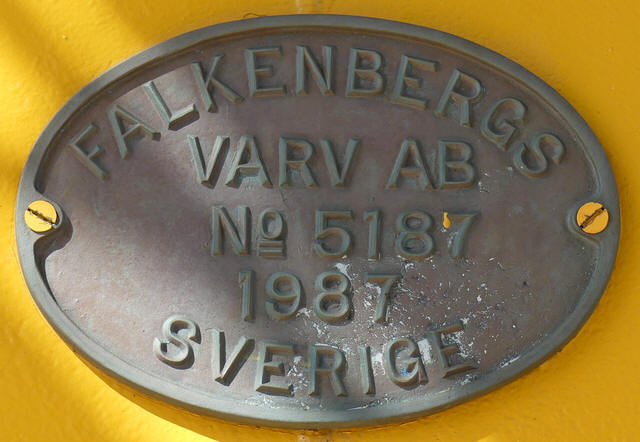 FALKENBERGS
VARV AB
Nº 5187
1987
SVERIGE